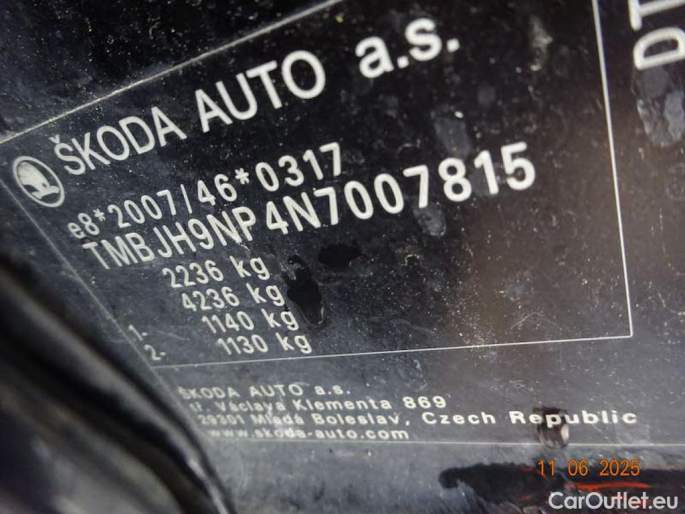 ŠKODA AUTO a.s.
e8*2007/46*0317
TMBJH9NP4N7007815
2236 kg
4236 kg
1- 1140 kg
2- 1130 kg
ŠKODA AUTO a.s.
tř. Václava Klementa 869
29301 Mladá Boleslav, Czech Republic
www.skoda-auto.com
DT
11 06 2025
CarOutlet.eu